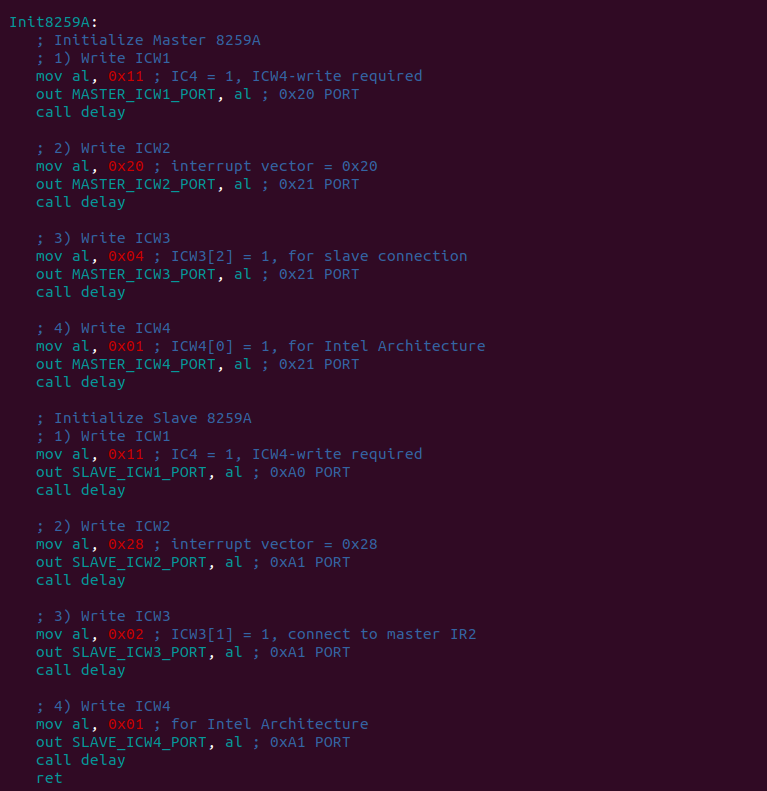 Init8259A:
; Initialize Master 8259A
; 1) Write ICW1
mov al, 0x11 ; IC4 = 1, ICW4-write required
out MASTER_ICW1_PORT, al ; 0x20 PORT
call delay
; 2) Write ICW2
mov al, 0x20 ; interrupt vector = 0x20
out MASTER_ICW2_PORT, al ; 0x21 PORT
call delay
; 3) Write ICW3
mov al, 0x04 ; ICW3[2] = 1, for slave connection
out MASTER_ICW3_PORT, al ; 0x21 PORT
call delay
; 4) Write ICW4
mov al, 0x01 ; ICW4[0] = 1, for Intel Architecture
out MASTER_ICW4_PORT, al ; 0x21 PORT
call delay
; Initialize Slave 8259A
; 1) Write ICW1
mov al, 0x11 ; IC4 = 1, ICW4-write required
out SLAVE_ICW1_PORT, al ; 0xA0 PORT
call delay
; 2) Write ICW2
mov al, 0x28 ; interrupt vector = 0x28
out SLAVE_ICW2_PORT, al ; 0xA1 PORT
call delay
; 3) Write ICW3
mov al, 0x02 ; ICW3[1] = 1, connect to master IR2
out SLAVE_ICW3_PORT, al ; 0xA1 PORT
call delay
; 4) Write ICW4
mov al, 0x01 ; for Intel Architecture
out SLAVE_ICW4_PORT, al ; 0xA1 PORT
call delay
ret